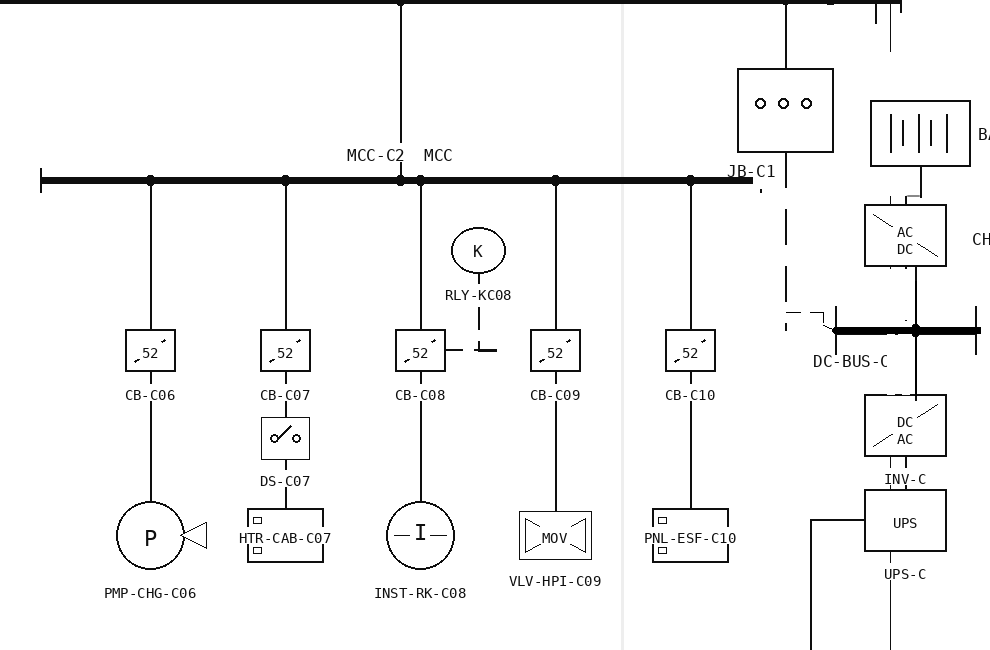 MCC-C2 MCC
JB-C1
K
RLY-KC08
AC
DC
52
52
52
52
52
CB-C06
CB-C07
CB-C08
CB-C09
CB-C10
DC-BUS-C
DC
AC
DS-C07
INV-C
P
HTR-CAB-C07
I
MOV
PNL-ESF-C10
UPS
PMP-CHG-C06
INST-RK-C08
VLV-HPI-C09
UPS-C